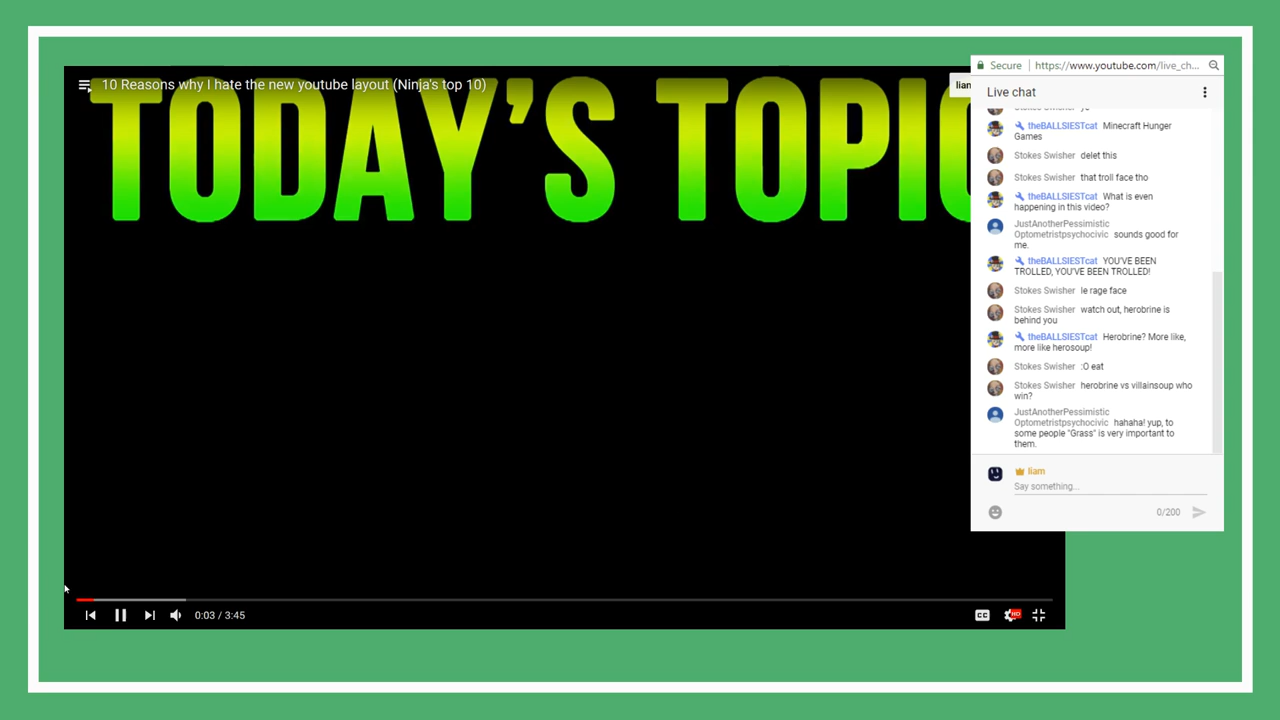 10 Reasons why I hate the new youtube layout (Ninja's top 10)
TODAY'S TOPIC
liam
0:03 / 3:45
CC
HD
Secure
https://www.youtube.com/live_ch...
Live chat
Stokes Swisher
theBALLSIESTcat Minecraft Hunger
Games
Stokes Swisher delet this
Stokes Swisher that troll face tho
theBALLSIESTcat What is even
happening in this video?
JustAnotherPessimistic
Optometristpsychocivic sounds good for
me.
theBALLSIESTcat YOU'VE BEEN
TROLLED, YOU'VE BEEN TROLLED!
Stokes Swisher le rage face
Stokes Swisher watch out, herobrine is
behind you
theBALLSIESTcat Herobrine? More like,
more like herosoup!
Stokes Swisher :O eat
Stokes Swisher herobrine vs villainsoup who
win?
JustAnotherPessimistic
Optometristpsychocivic hahaha! yup, to
some people "Grass" is very important to
them.
liam
Say something...
0/200